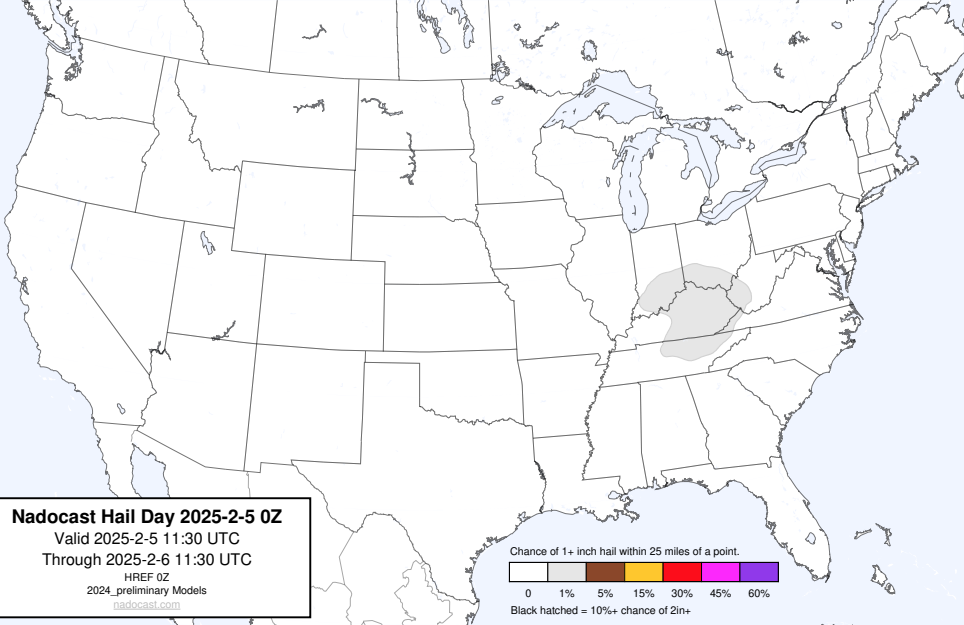 Nadocast Hail Day 2025-2-5 0Z
Valid 2025-2-5 11:30 UTC
Through 2025-2-6 11:30 UTC
HREF 0Z
2024_preliminary Models
nadocast.com
Chance of 1+ inch hail within 25 miles of a point.
0 1% 5% 15% 30% 45% 60%
Black hatched = 10%+ chance of 2in+